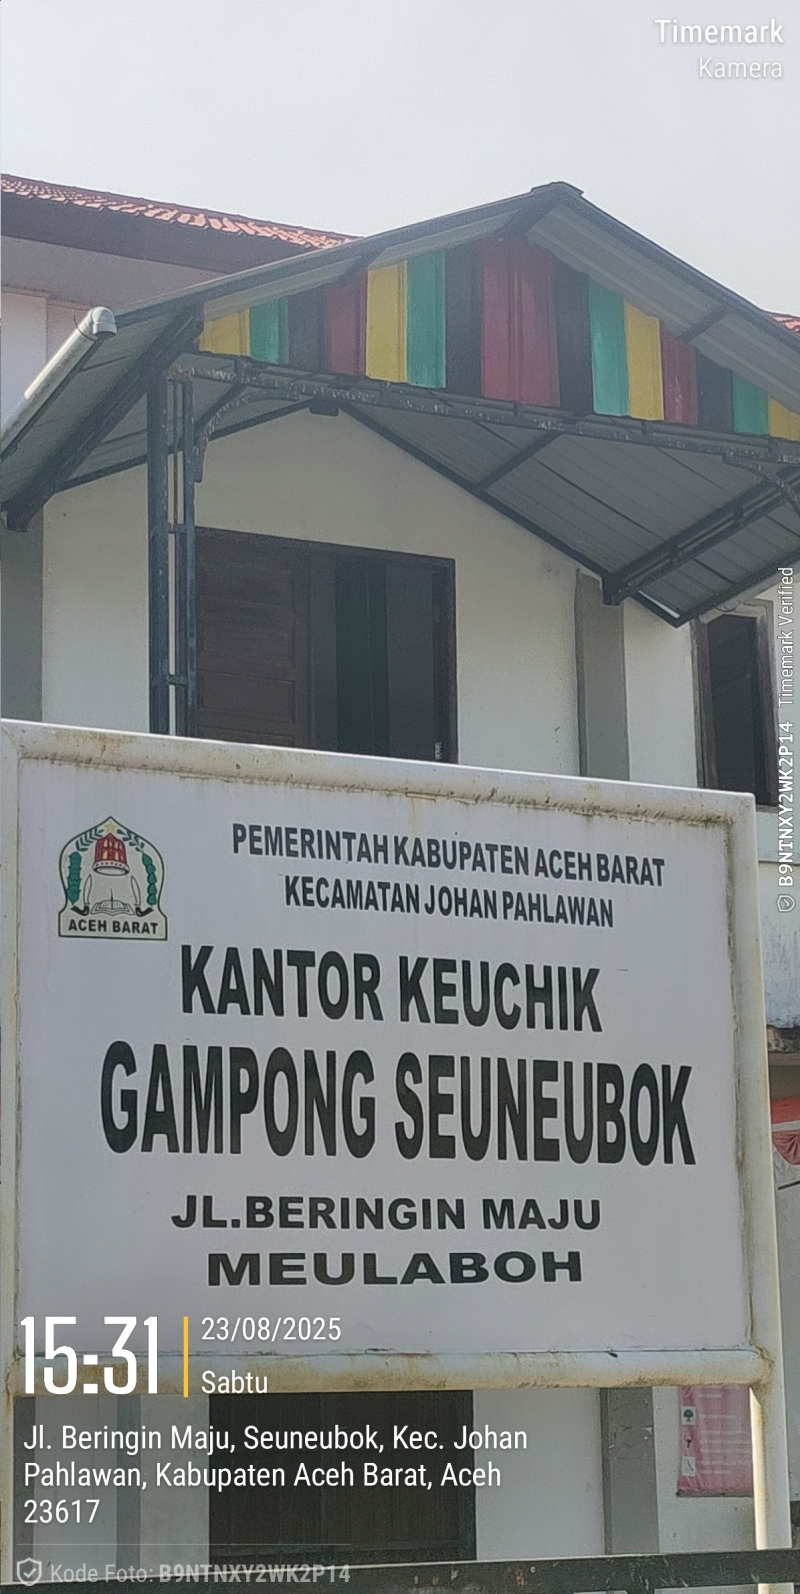 Timemark
Kamera
B9NTNXY2WK2P14 Timemark Verified
PEMERINTAH KABUPATEN ACEH BARAT
KECAMATAN JOHAN PAHLAWAN
ACEH BARAT
KANTOR KEUCHIK
GAMPONG SEUNEUBOK
JL.BERINGIN MAJU
MEULABOH
15:31
23/08/2025
Sabtu
Jl. Beringin Maju, Seuneubok, Kec. Johan
Pahlawan, Kabupaten Aceh Barat, Aceh
23617
Kode Foto: B9NTNXY2WK2P14